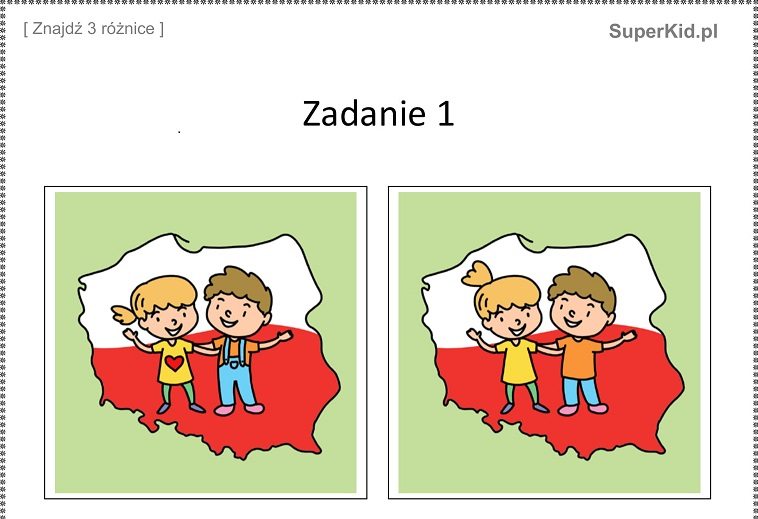 [ Znajdź 3 różnice ]
SuperKid.pl
Zadanie 1